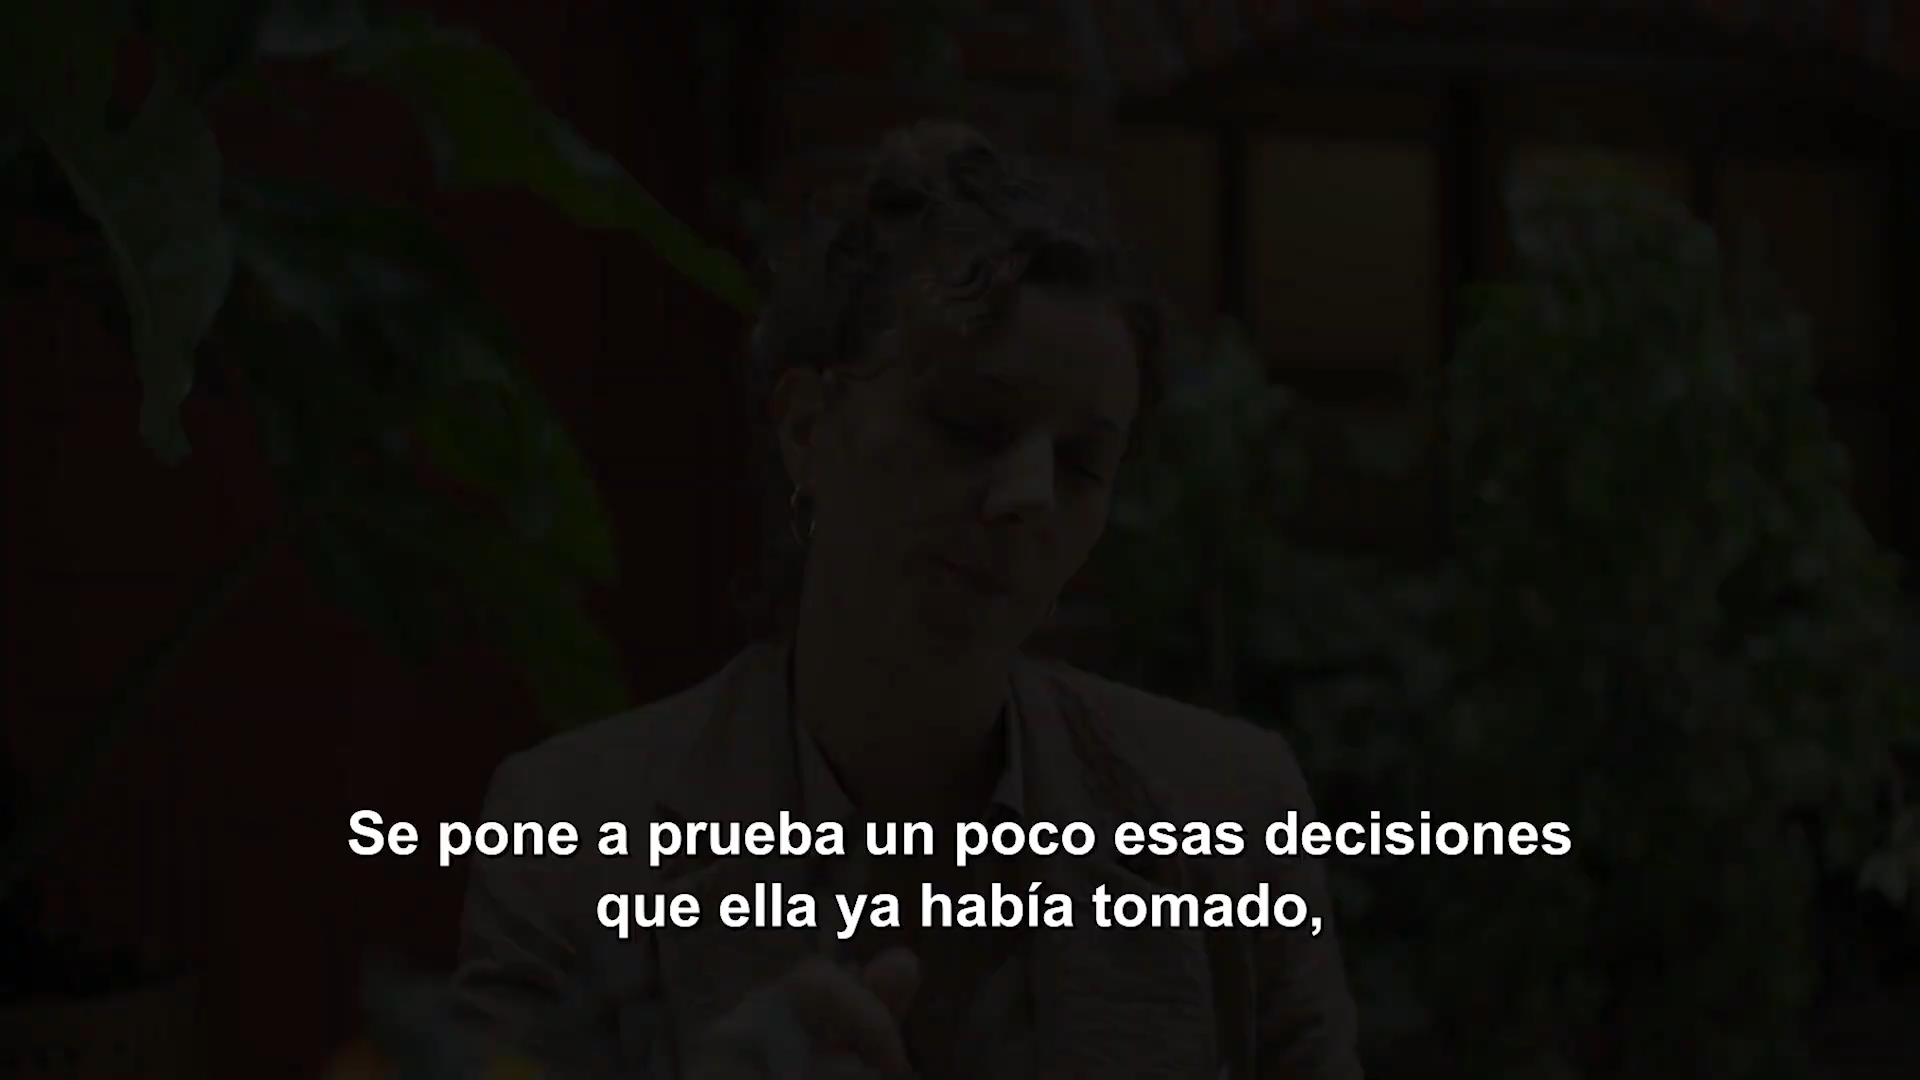 Se pone a prueba un poco esas decisiones
que ella ya había tomado,